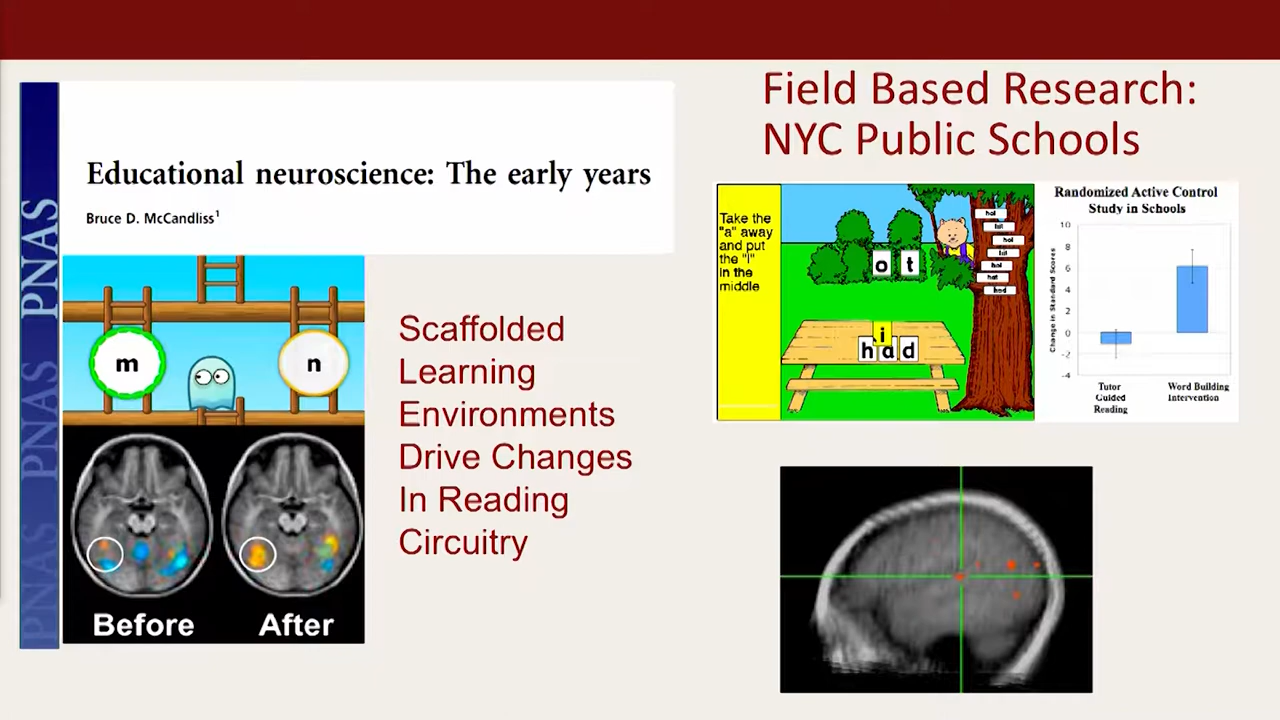 PNAS PNAS PNAS PNAS
Educational neuroscience: The early years
Bruce D. McCandliss¹
m
n
Before
After
Scaffolded
Learning
Environments
Drive Changes
In Reading
Circuitry
Field Based Research:
NYC Public Schools
Take the
"a" away
and put
the "i"
in the
middle
o t
i
h a d
Randomized Active Control
Study in Schools
Change in Standard Scores
10
8
6
4
2
0
-2
-4
Tutor
Guided
Reading
Word Building
Intervention